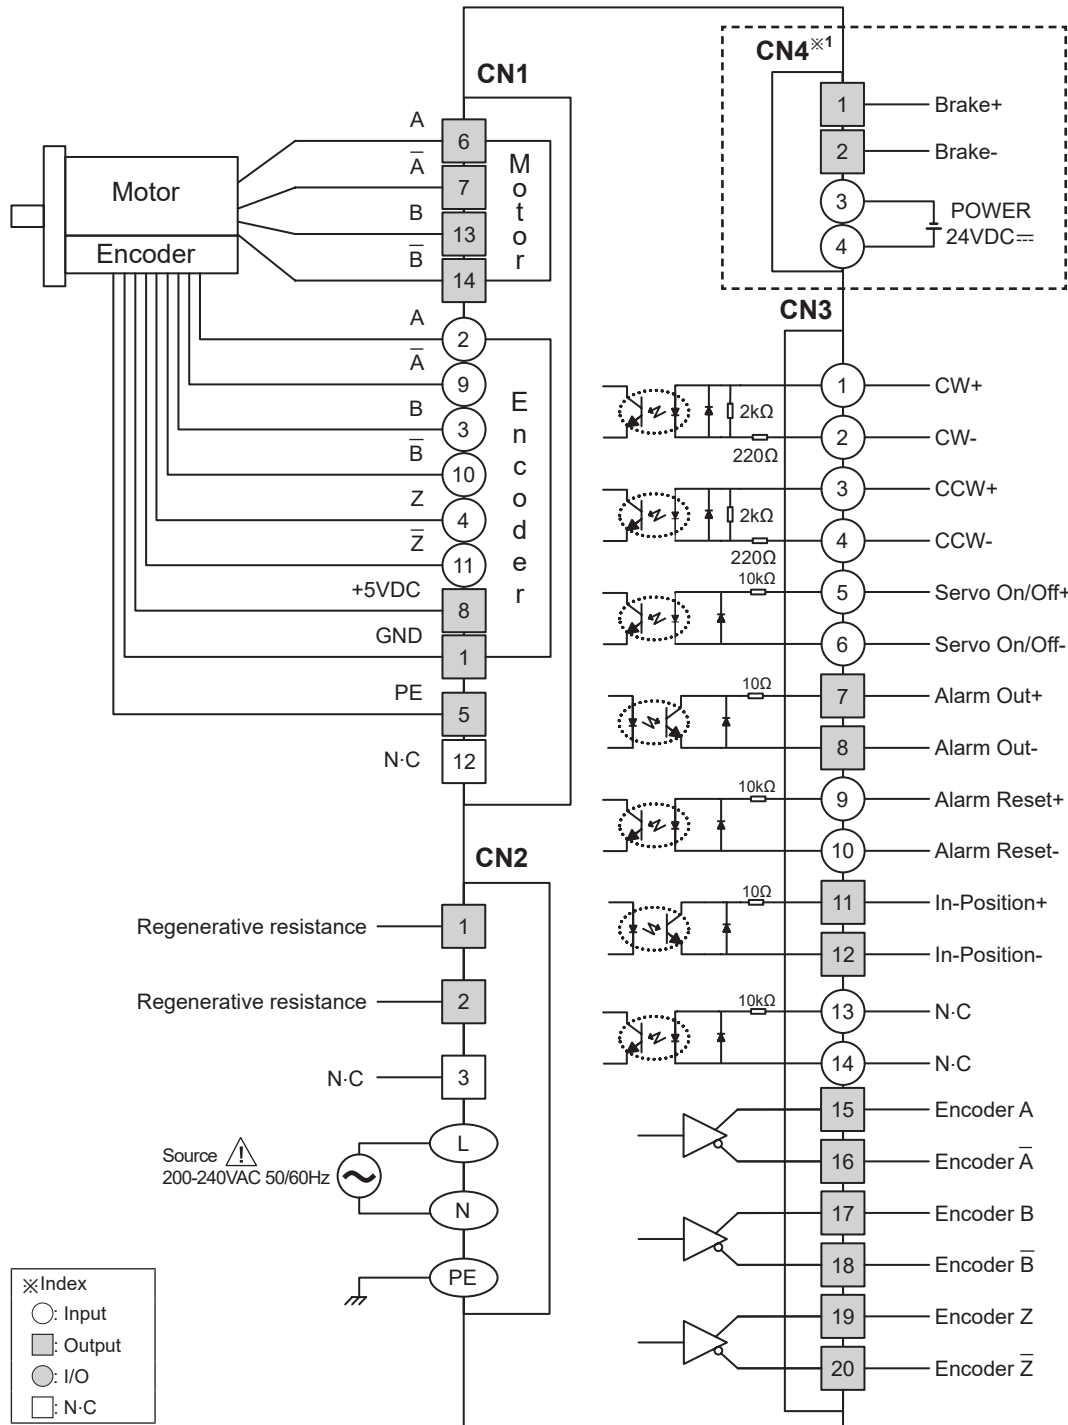 CN1
A
6
A̅
7
B
13
B̅
14
Motor
Motor
Encoder
A
2
A̅
9
B
3
B̅
10
Z
4
Z̅
11
+5VDC
8
GND
1
Encoder
PE
5
N·C
12
CN2
Regenerative resistance
1
Regenerative resistance
2
N·C
3
L
Source
200-240VAC 50/60Hz
N
PE
※Index
: Input
: Output
: I/O
: N·C
CN4※1
1
Brake+
2
Brake-
3
4
POWER
24VDC⎓
CN3
1
CW+
2kΩ
2
CW-
220Ω
3
CCW+
2kΩ
4
CCW-
220Ω
10kΩ
5
Servo On/Off+
6
Servo On/Off-
10Ω
7
Alarm Out+
8
Alarm Out-
10kΩ
9
Alarm Reset+
10
Alarm Reset-
10Ω
11
In-Position+
12
In-Position-
10kΩ
13
N·C
14
N·C
15
Encoder A
16
Encoder A̅
17
Encoder B
18
Encoder B̅
19
Encoder Z
20
Encoder Z̅